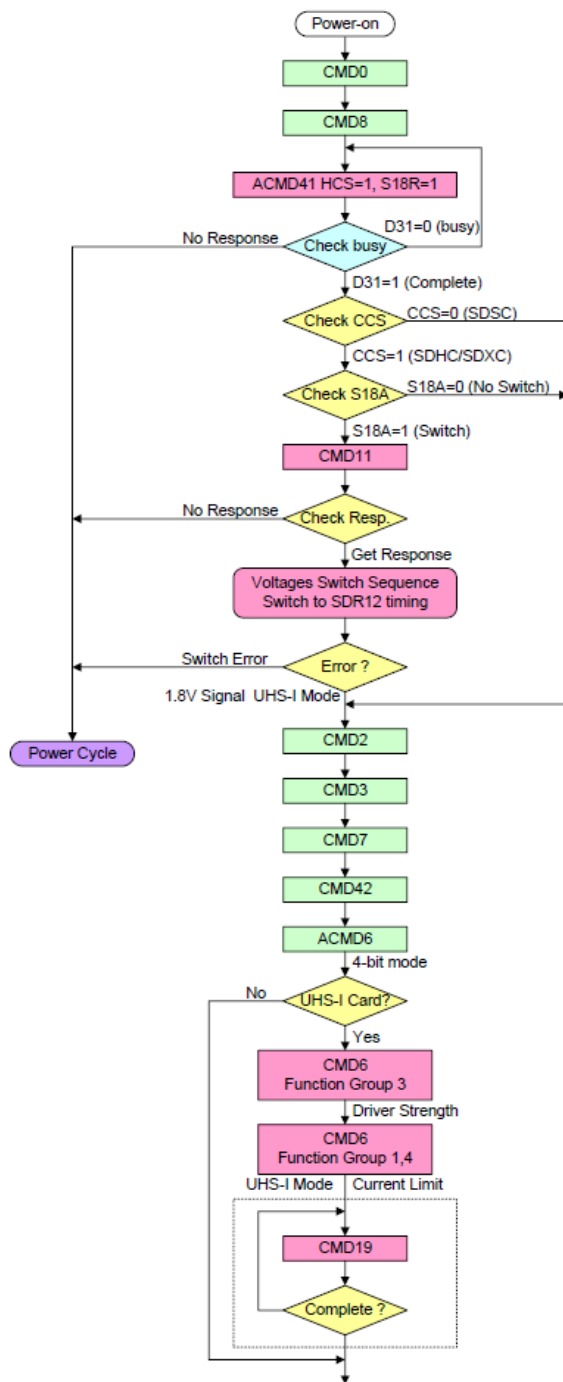 Power-on
CMD0
CMD8
ACMD41 HCS=1, S18R=1
D31=0 (busy)
No Response
Check busy
D31=1 (Complete)
CCS=0 (SDSC)
Check CCS
CCS=1 (SDHC/SDXC)
S18A=0 (No Switch)
Check S18A
S18A=1 (Switch)
CMD11
No Response
Check Resp.
Get Response
Voltages Switch Sequence
Switch to SDR12 timing
Switch Error
Error ?
1.8V Signal UHS-I Mode
CMD2
Power Cycle
CMD3
CMD7
CMD42
ACMD6
4-bit mode
No
UHS-I Card?
Yes
CMD6
Function Group 3
Driver Strength
CMD6
Function Group 1,4
UHS-I Mode
Current Limit
CMD19
Complete ?